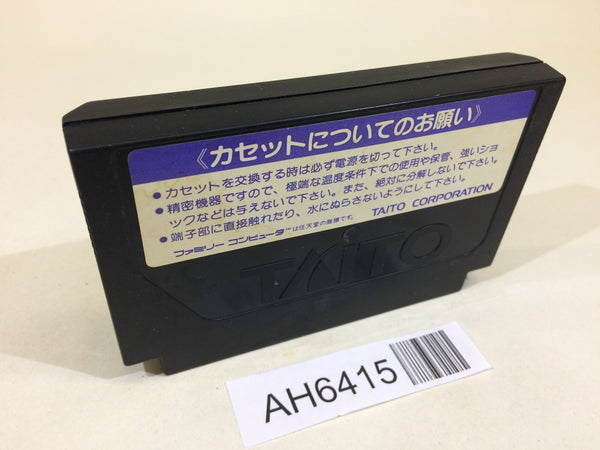 《カセットについてのお願い》
●カセットを交換する時は必ず電源を切って下さい。
●精密機器ですので、極端な温度条件下での使用や保管、強いショ
ックなどは与えないで下さい。また、絶対に分解しないで下さい。
●端子部に直接触れたり、水にぬらさないようにして下さい。
ファミリー コンピュータ™は任天堂の商標です。 TAITO CORPORATION
TAITO
AH6415